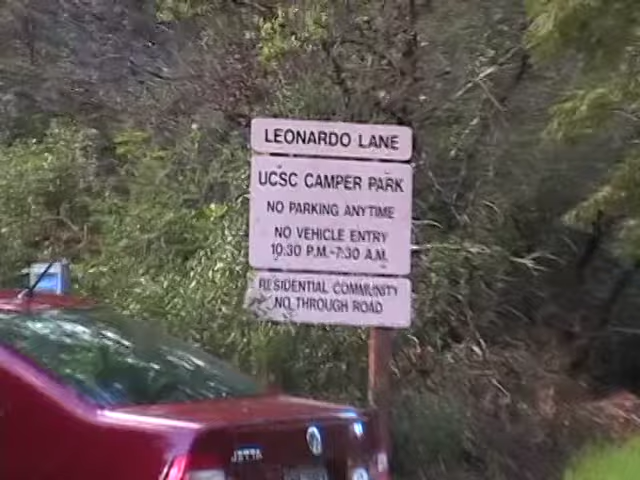 LEONARDO LANE
UCSC CAMPER PARK
NO PARKING ANYTIME
NO VEHICLE ENTRY
10:30 P.M.-7:30 A.M.
RESIDENTIAL COMMUNITY
NO THROUGH ROAD
JETTA